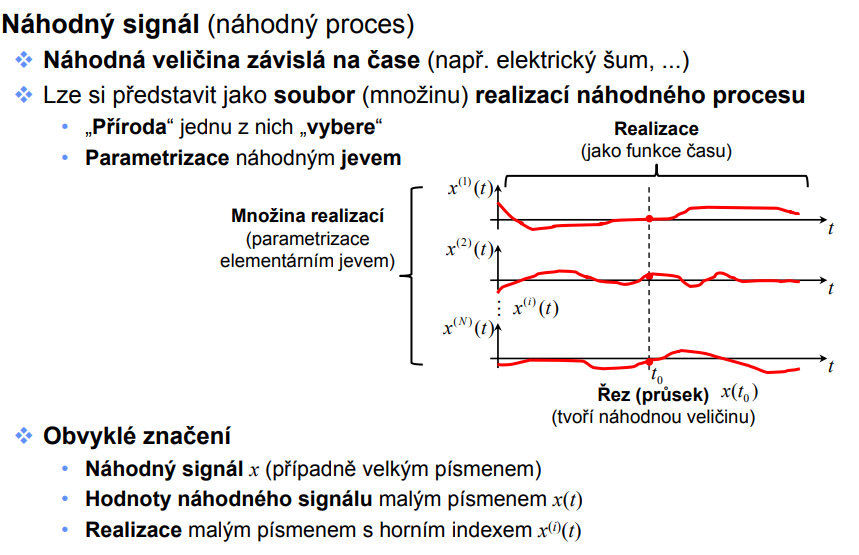 Náhodný signál (náhodný proces)
❖ Náhodná veličina závislá na čase (např. elektrický šum, ...)
❖ Lze si představit jako soubor (množinu) realizací náhodného procesu
• „Příroda“ jednu z nich „vybere“
• Parametrizace náhodným jevem
Realizace
(jako funkce času)
Množina realizací
(parametrizace
elementárním jevem)
x⁽¹⁾(t)
t
x⁽²⁾(t)
t
⋮ x⁽ⁱ⁾(t)
x⁽ᴺ⁾(t)
t
t₀
Řez (průsek) x(t₀)
(tvoří náhodnou veličinu)
❖ Obvyklé značení
• Náhodný signál x (případně velkým písmenem)
• Hodnoty náhodného signálu malým písmenem x(t)
• Realizace malým písmenem s horním indexem x⁽ⁱ⁾(t)